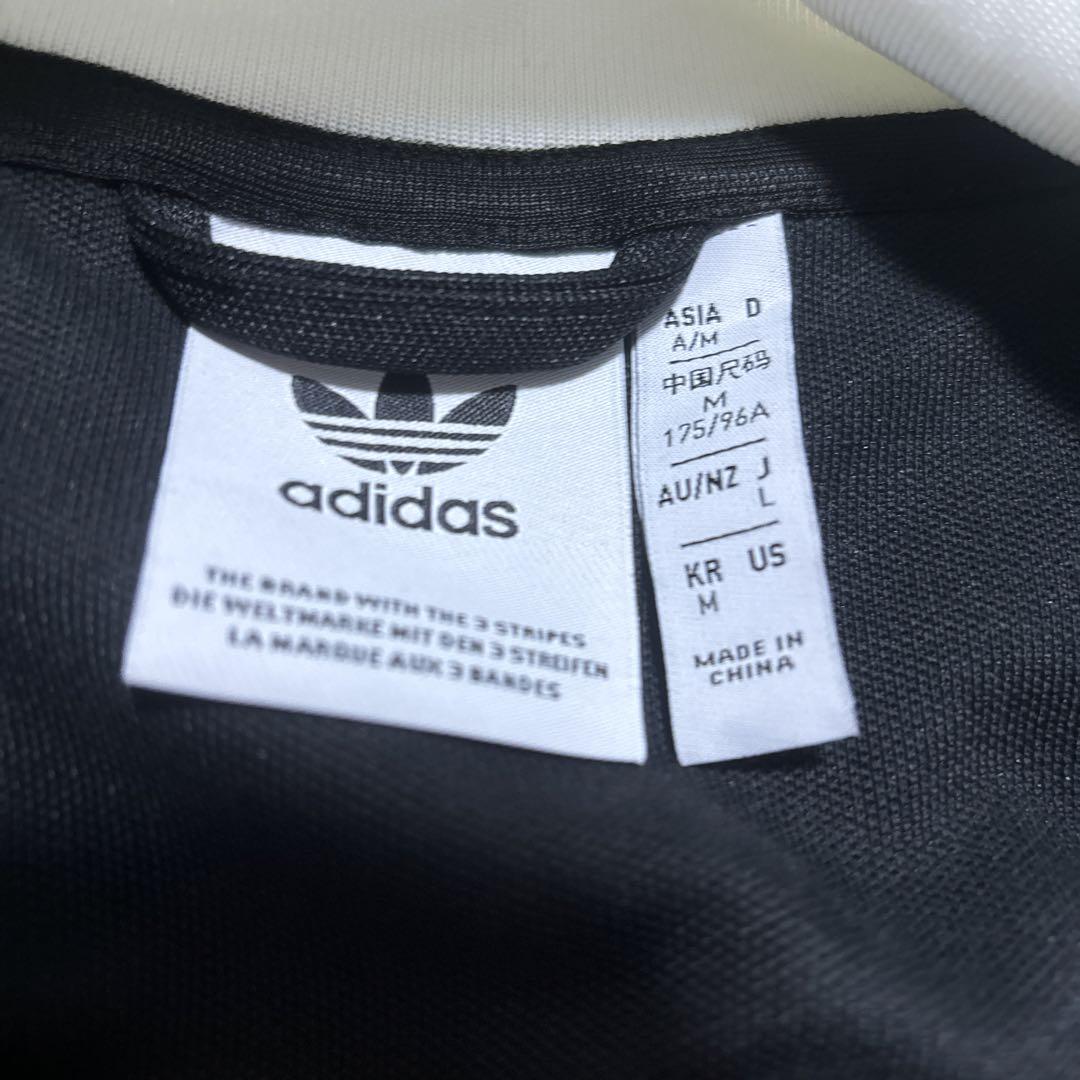 adidas
THE BRAND WITH THE 3 STRIPES
DIE WELTMARKE MIT DEN 3 STREIFEN
LA MARQUE AUX 3 BANDES
ASIA D
A/M
中国尺码
M
175/96A
AU/NZ J
L
KR US
M
MADE IN
CHINA